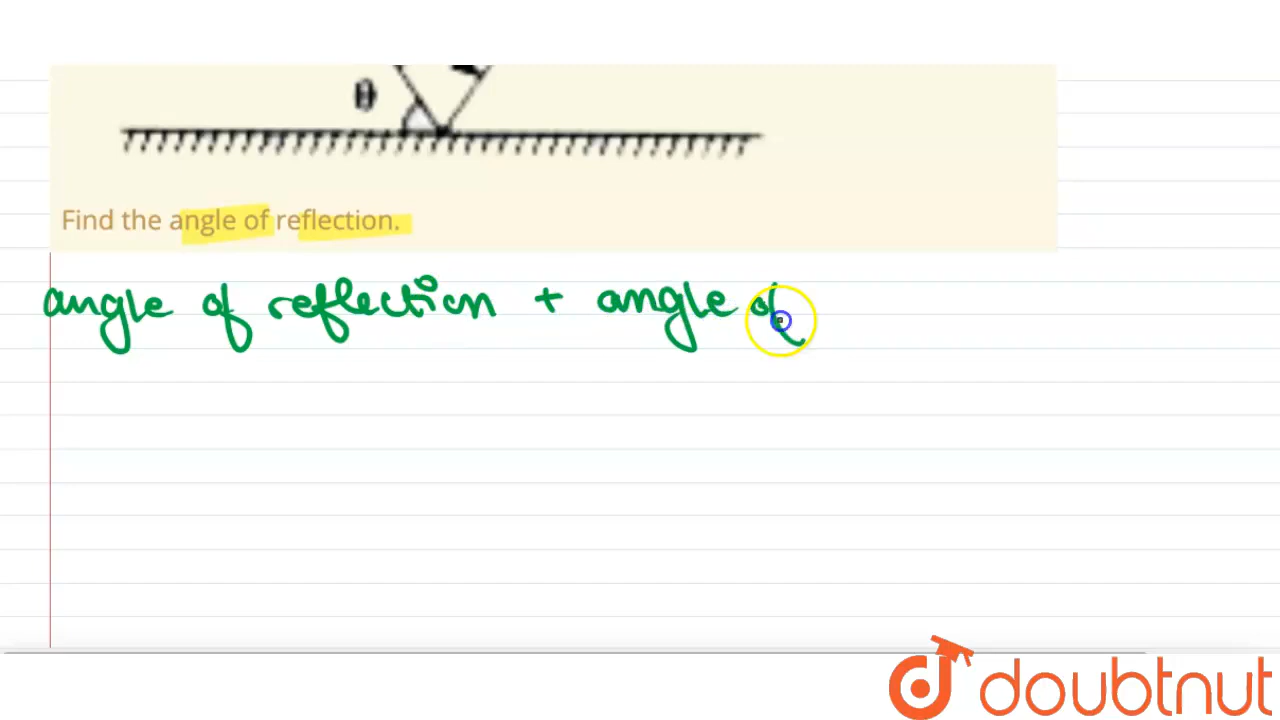 θ
Find the angle of reflection.
angle of reflection + angle of
doubtnut